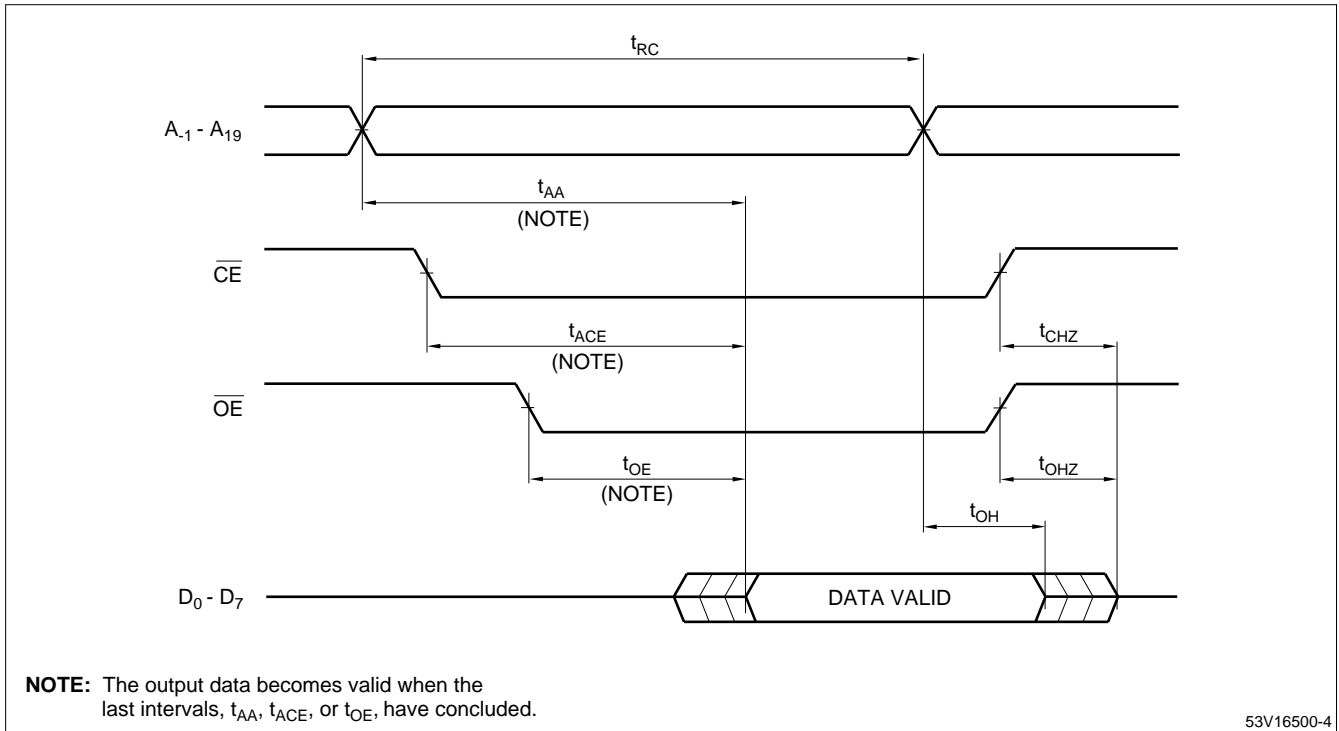 tRC
A-1 - A19
tAA
(NOTE)
CE
tACE
(NOTE)
tCHZ
OE
tOE
(NOTE)
tOHZ
tOH
D0 - D7
DATA VALID
NOTE: The output data becomes valid when the
last intervals, tAA, tACE, or tOE, have concluded.
53V16500-4